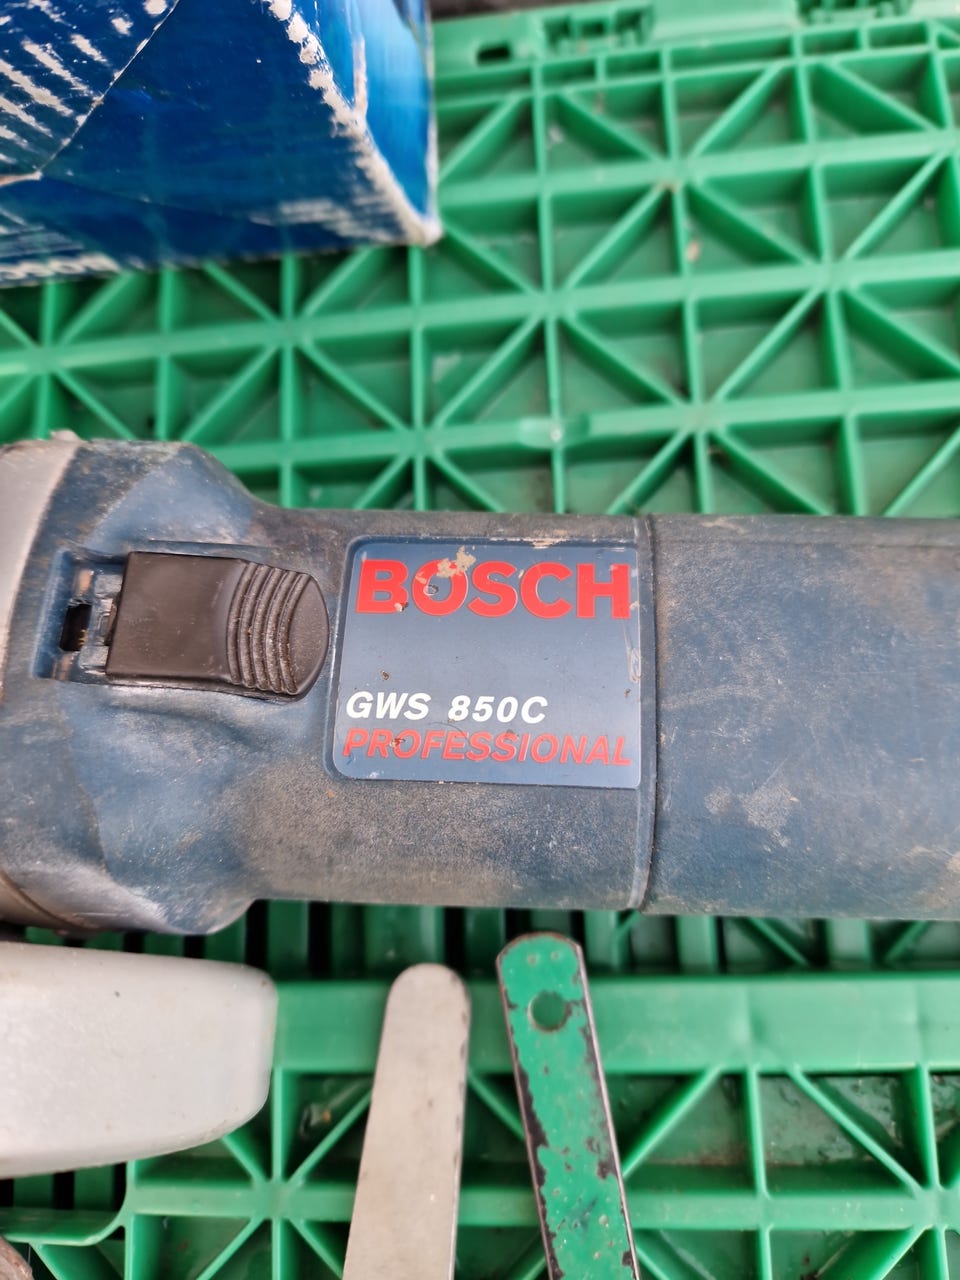 BOSCH
GWS 850C
PROFESSIONAL